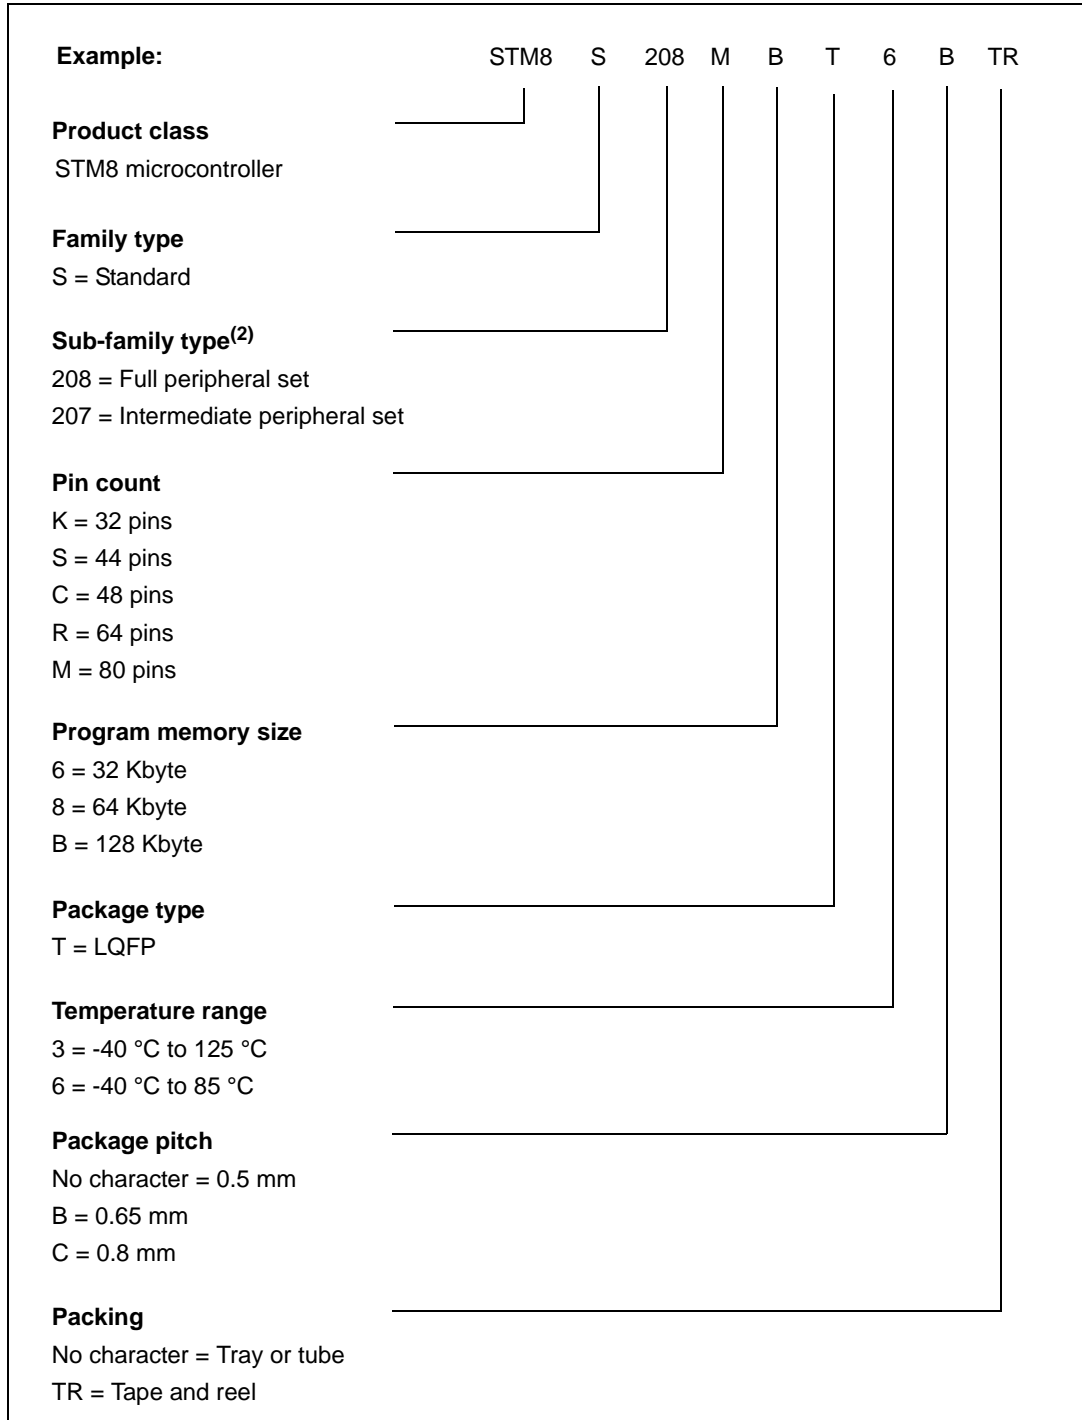 Example: STM8 S 208 M B T 6 B TR
Product class
STM8 microcontroller
Family type
S = Standard
Sub-family type(2)
208 = Full peripheral set
207 = Intermediate peripheral set
Pin count
K = 32 pins
S = 44 pins
C = 48 pins
R = 64 pins
M = 80 pins
Program memory size
6 = 32 Kbyte
8 = 64 Kbyte
B = 128 Kbyte
Package type
T = LQFP
Temperature range
3 = -40 °C to 125 °C
6 = -40 °C to 85 °C
Package pitch
No character = 0.5 mm
B = 0.65 mm
C = 0.8 mm
Packing
No character = Tray or tube
TR = Tape and reel